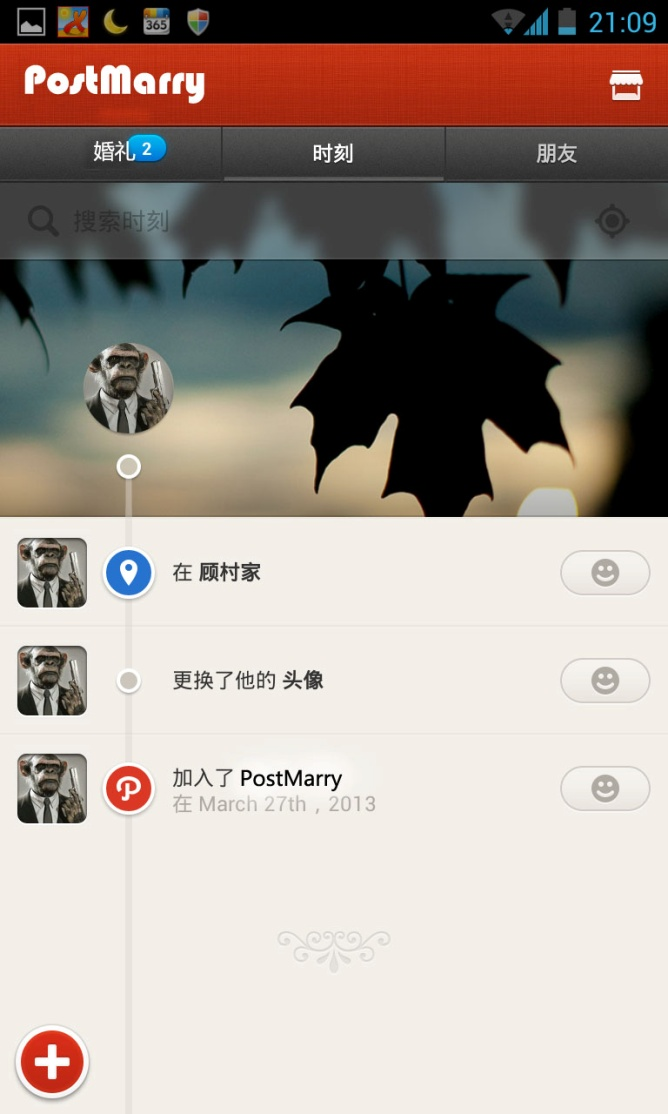 365
21:09
PostMarry
婚礼 2
时刻
朋友
搜索时刻
在 顾村家
更换了他的 头像
加入了 PostMarry
在 March 27th , 2013